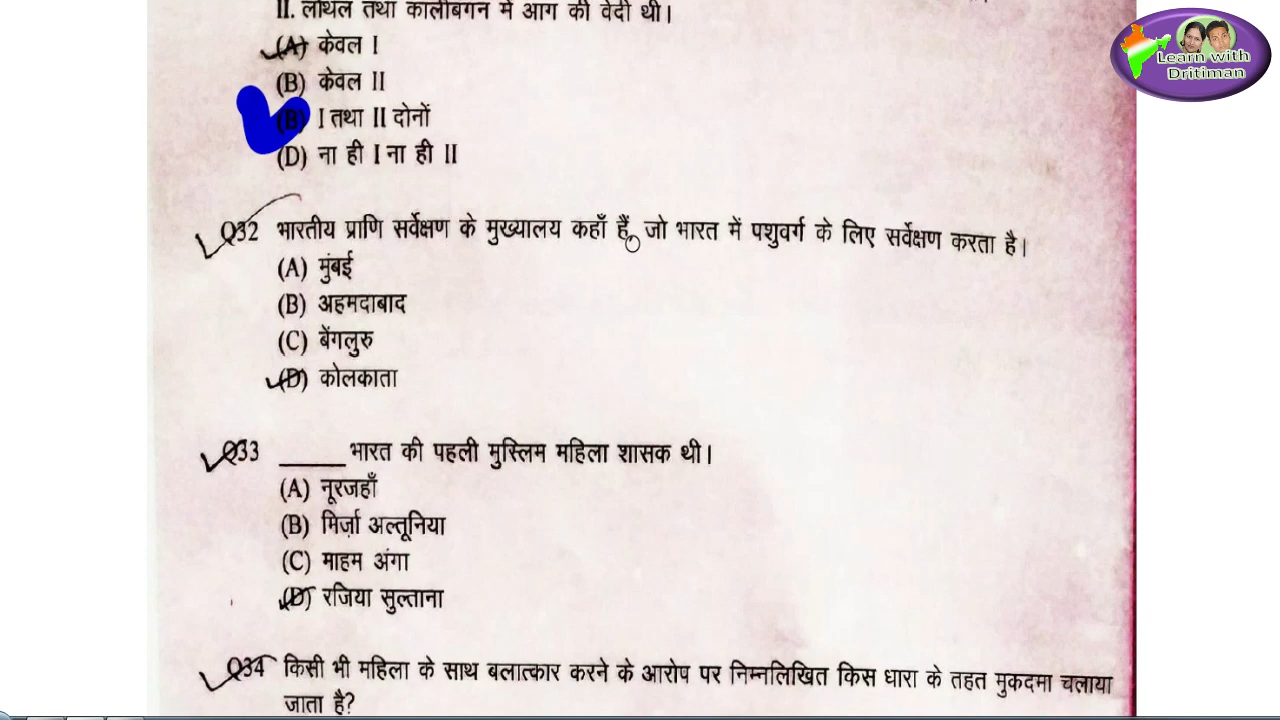 II. लोथल तथा कालीबंगन में आग की वेदी थी।
(A) केवल I
(B) केवल II
(B) I तथा II दोनों
(D) ना ही I ना ही II
Learn with
Dritiman
Q32 भारतीय प्राणि सर्वेक्षण के मुख्यालय कहाँ हैं, जो भारत में पशुवर्ग के लिए सर्वेक्षण करता है।
(A) मुंबई
(B) अहमदाबाद
(C) बेंगलुरु
(D) कोलकाता
Q33 ______ भारत की पहली मुस्लिम महिला शासक थी।
(A) नूरजहाँ
(B) मिर्ज़ा अल्तूनिया
(C) माहम अंगा
(D) रजिया सुल्ताना
Q34 किसी भी महिला के साथ बलात्कार करने के आरोप पर निम्नलिखित किस धारा के तहत मुकदमा चलाया
जाता है?